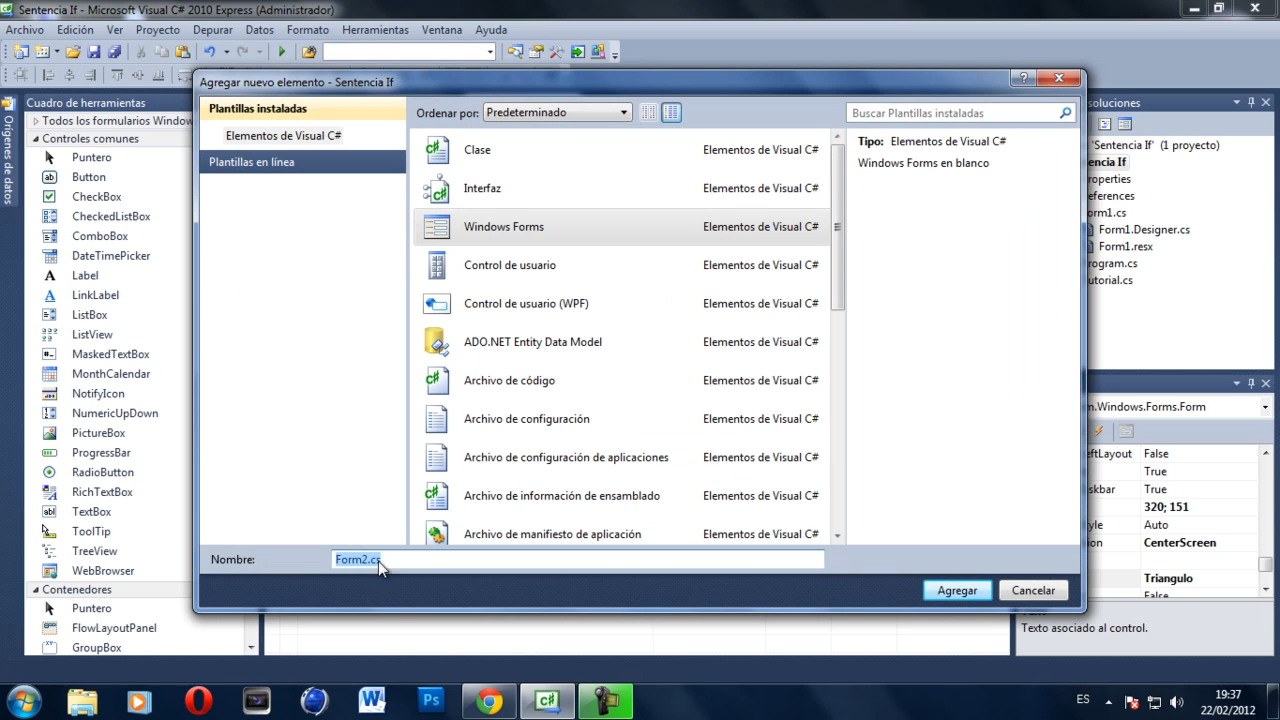 Sentencia If - Microsoft Visual C# 2010 Express (Administrador)
Archivo Edición Ver Proyecto Depurar Datos Formato Herramientas Ventana Ayuda
Agregar nuevo elemento - Sentencia If
Cuadro de herramientas
Todos los formularios Window
Controles comunes
Puntero
Button
CheckBox
CheckedListBox
ComboBox
DateTimePicker
Label
LinkLabel
ListBox
ListView
MaskedTextBox
MonthCalendar
NotifyIcon
NumericUpDown
PictureBox
ProgressBar
RadioButton
RichTextBox
TextBox
ToolTip
TreeView
WebBrowser
Contenedores
Puntero
FlowLayoutPanel
GroupBox
Orígenes de datos
Plantillas instaladas
Elementos de Visual C#
Plantillas en línea
Ordenar por: Predeterminado
Buscar Plantillas instaladas
Clase Elementos de Visual C#
Interfaz Elementos de Visual C#
Windows Forms Elementos de Visual C#
Control de usuario Elementos de Visual C#
Control de usuario (WPF) Elementos de Visual C#
ADO.NET Entity Data Model Elementos de Visual C#
Archivo de código Elementos de Visual C#
Archivo de configuración Elementos de Visual C#
Archivo de configuración de aplicaciones Elementos de Visual C#
Archivo de información de ensamblado Elementos de Visual C#
Archivo de manifiesto de aplicación Elementos de Visual C#
Tipo: Elementos de Visual C#
Windows Forms en blanco
Nombre: Form2.cs
Agregar Cancelar
soluciones
'Sentencia If' (1 proyecto)
encia If
roperties
eferences
orm1.cs
Form1.Designer.cs
Form1.resx
rogram.cs
utorial.cs
m.Windows.Forms.Form
eftLayout False
True
skbar True
320; 151
tyle Auto
ion CenterScreen
Triangulo
False
Texto asociado al control.
ES
19:37
22/02/2012